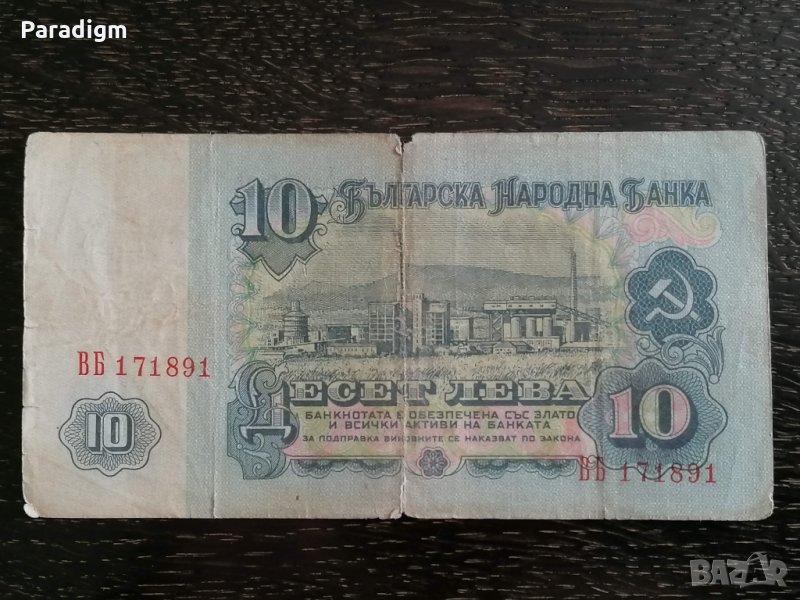 Paradigm
10 БЪЛГАРСКА НАРОДНА БАНКА
ВБ 171891
ДЕСЕТ ЛЕВА
10
10
БАНКНОТАТА Е ОБЕЗПЕЧЕНА СЪС ЗЛАТО
И ВСИЧКИ АКТИВИ НА БАНКАТА
ЗА ПОДПРАВКА ВИНОВНИТЕ СЕ НАКАЗВАТ ПО ЗАКОНА
ВБ 171891
BAZAR